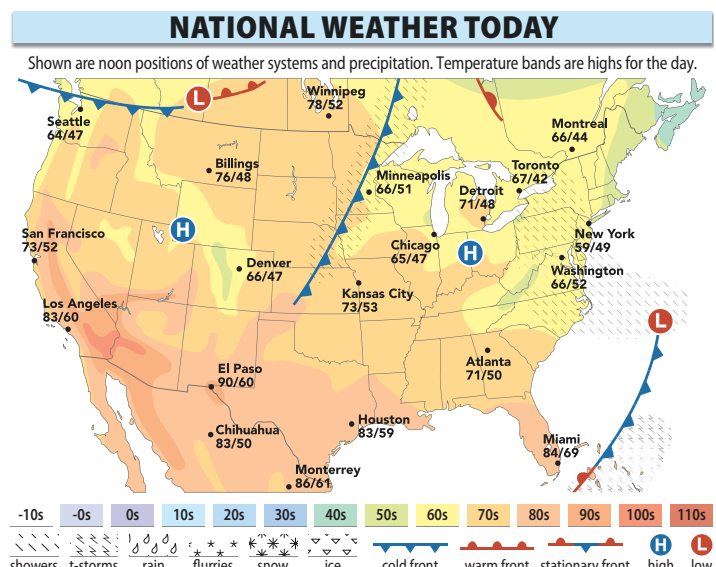 NATIONAL WEATHER TODAY
Shown are noon positions of weather systems and precipitation. Temperature bands are highs for the day.
L
Winnipeg
78/52
Seattle
64/47
Montreal
66/44
Billings
76/48
Minneapolis
66/51
Toronto
67/42
Detroit
71/48
H
San Francisco
73/52
New York
59/49
Chicago
65/47
H
Denver
66/47
Washington
66/52
Kansas City
73/53
Los Angeles
83/60
L
Atlanta
71/50
El Paso
90/60
Houston
83/59
Chihuahua
83/50
Miami
84/69
Monterrey
86/61
-10s -0s 0s 10s 20s 30s 40s 50s 60s 70s 80s 90s 100s 110s
H L
showers t-storms rain flurries snow ice cold front warm front stationary front high low